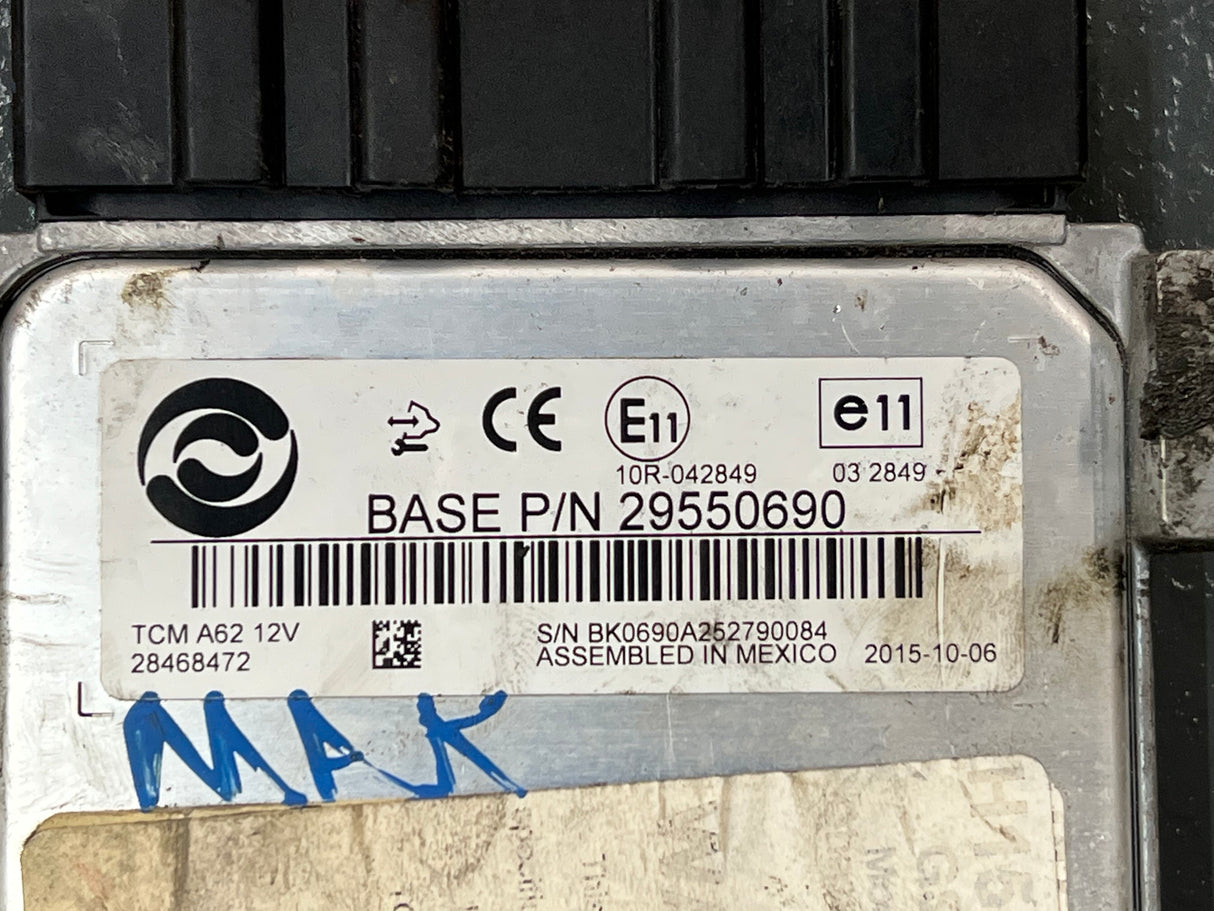 CE E11 e11
10R-042849 03 2849
BASE P/N 29550690
TCM A62 12V
28468472
S/N BK0690A252790084
ASSEMBLED IN MEXICO 2015-10-06
MAK